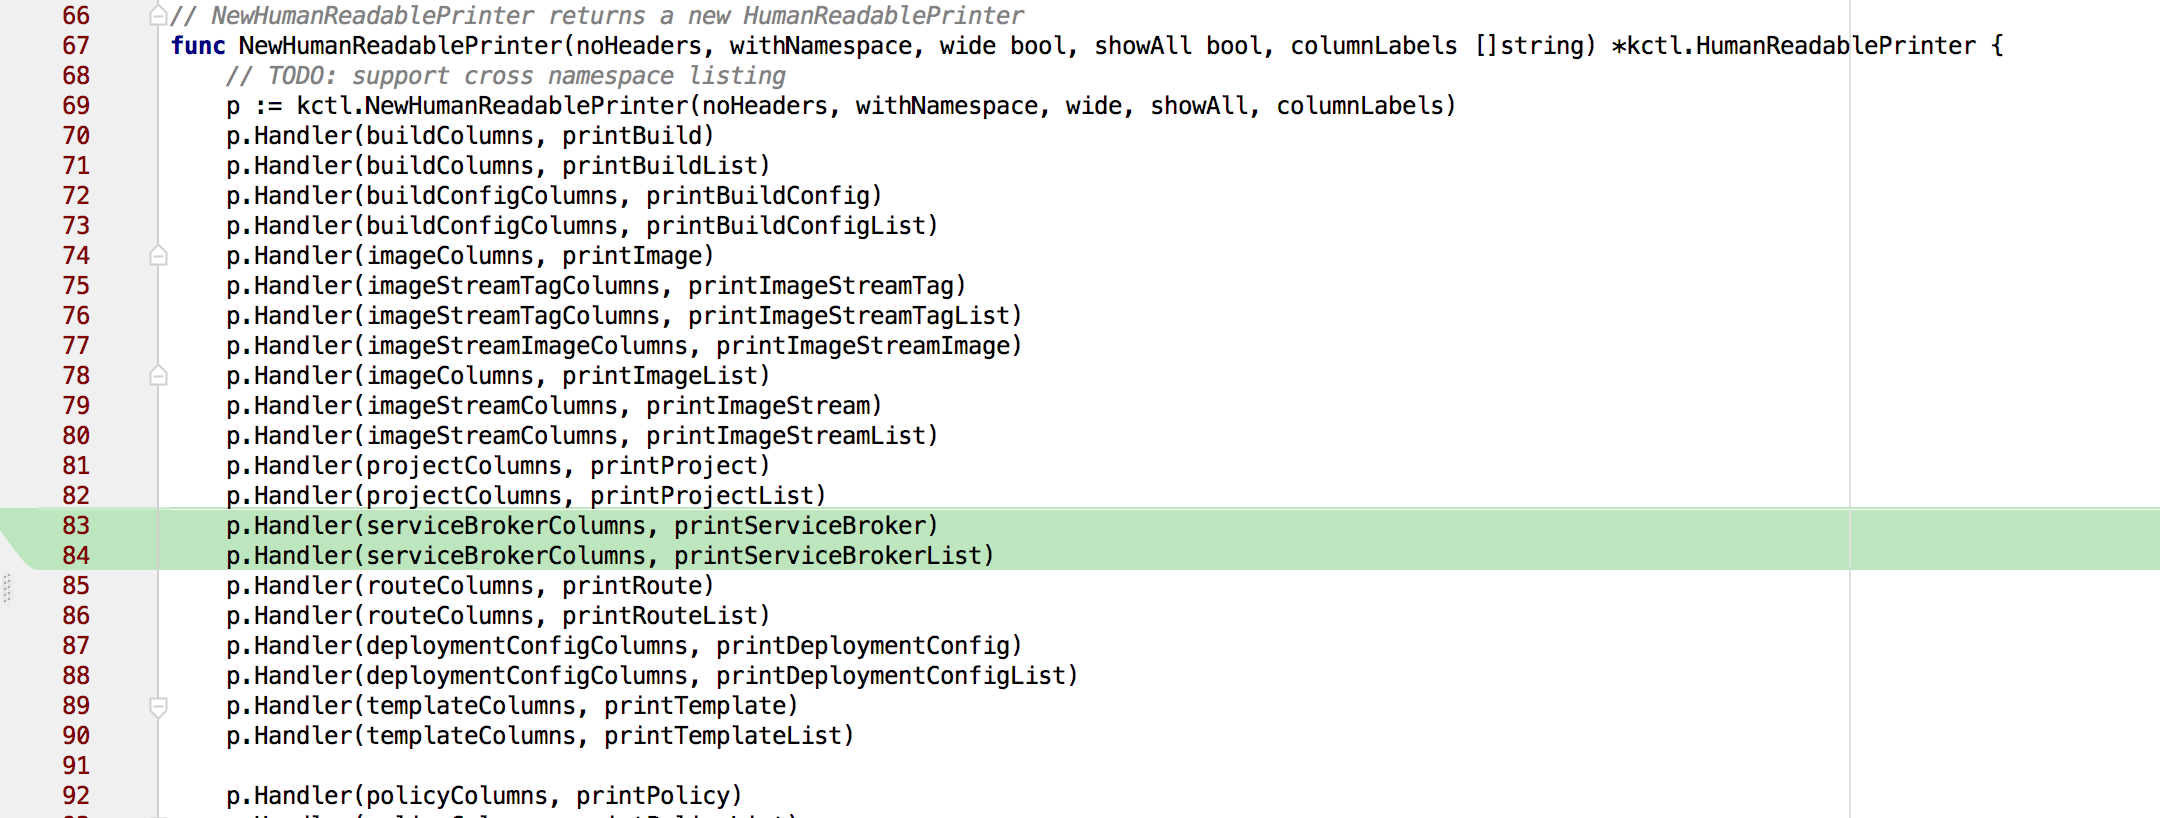 66 // NewHumanReadablePrinter returns a new HumanReadablePrinter
67 func NewHumanReadablePrinter(noHeaders, withNamespace, wide bool, showAll bool, columnLabels []string) *kctl.HumanReadablePrinter {
68 // TODO: support cross namespace listing
69 p := kctl.NewHumanReadablePrinter(noHeaders, withNamespace, wide, showAll, columnLabels)
70 p.Handler(buildColumns, printBuild)
71 p.Handler(buildColumns, printBuildList)
72 p.Handler(buildConfigColumns, printBuildConfig)
73 p.Handler(buildConfigColumns, printBuildConfigList)
74 p.Handler(imageColumns, printImage)
75 p.Handler(imageStreamTagColumns, printImageStreamTag)
76 p.Handler(imageStreamTagColumns, printImageStreamTagList)
77 p.Handler(imageStreamImageColumns, printImageStreamImage)
78 p.Handler(imageColumns, printImageList)
79 p.Handler(imageStreamColumns, printImageStream)
80 p.Handler(imageStreamColumns, printImageStreamList)
81 p.Handler(projectColumns, printProject)
82 p.Handler(projectColumns, printProjectList)
83 p.Handler(serviceBrokerColumns, printServiceBroker)
84 p.Handler(serviceBrokerColumns, printServiceBrokerList)
85 p.Handler(routeColumns, printRoute)
86 p.Handler(routeColumns, printRouteList)
87 p.Handler(deploymentConfigColumns, printDeploymentConfig)
88 p.Handler(deploymentConfigColumns, printDeploymentConfigList)
89 p.Handler(templateColumns, printTemplate)
90 p.Handler(templateColumns, printTemplateList)
91
92 p.Handler(policyColumns, printPolicy)